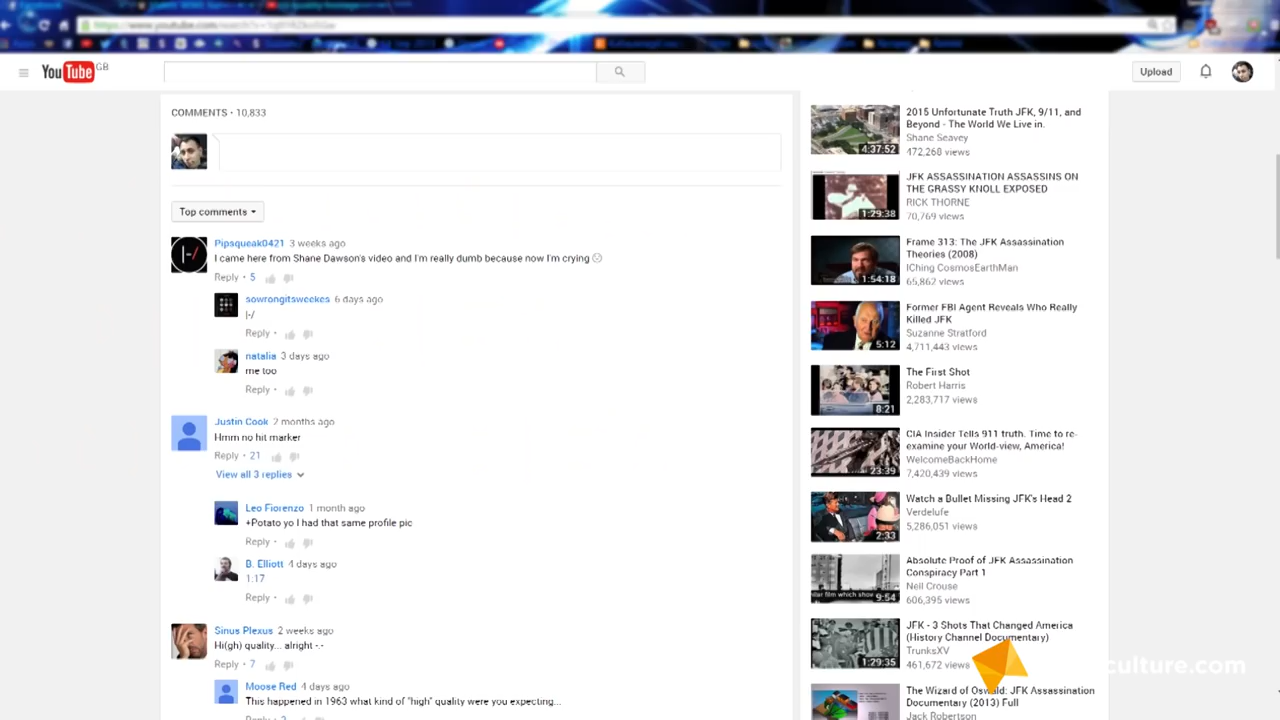 YouTube GB
Upload
COMMENTS • 10,833
Top comments
Pipsqueak0421 3 weeks ago
I came here from Shane Dawson's video and I'm really dumb because now I'm crying
Reply • 5
sowrongitsweekes 6 days ago
|-/
Reply •
natalia 3 days ago
me too
Reply •
Justin Cook 2 months ago
Hmm no hit marker
Reply • 21
View all 3 replies
Leo Fiorenzo 1 month ago
+Potato yo I had that same profile pic
Reply •
B. Elliott 4 days ago
1:17
Reply •
Sinus Plexus 2 weeks ago
Hi(gh) quality... alright -.-
Reply • 7
Moose Red 4 days ago
This happened in 1963 what kind of "high" quality were you expecting...
Reply • 2
4:37:52
2015 Unfortunate Truth JFK, 9/11, and
Beyond - The World We Live in.
Shane Seavey
472,268 views
1:29:38
JFK ASSASSINATION ASSASSINS ON
THE GRASSY KNOLL EXPOSED
RICK THORNE
70,769 views
1:54:18
Frame 313: The JFK Assassination
Theories (2008)
IChing CosmosEarthMan
65,862 views
5:12
Former FBI Agent Reveals Who Really
Killed JFK
Suzanne Stratford
4,711,443 views
8:21
The First Shot
Robert Harris
2,283,717 views
23:39
CIA Insider Tells 911 truth. Time to re-
examine your World-view, America!
WelcomeBackHome
7,420,439 views
2:33
Watch a Bullet Missing JFK's Head 2
Verdelufe
5,286,051 views
ilar film which show 9:54
Absolute Proof of JFK Assassination
Conspiracy Part 1
Neil Crouse
606,395 views
1:29:35
JFK - 3 Shots That Changed America
(History Channel Documentary)
TrunksXV
461,672 views
culture.com
The Wizard of Oswald: JFK Assassination
Documentary (2013) Full
Jack Robertson